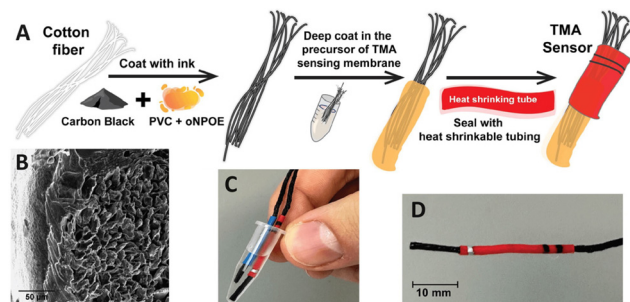 A
Cotton
fiber
Coat with ink
Carbon Black
PVC + oNPOE
Deep coat in the
precursor of TMA
sensing membrane
Heat shrinking tube
Seal with
heat shrinkable tubing
TMA
Sensor
B
50 µm
C
D
10 mm